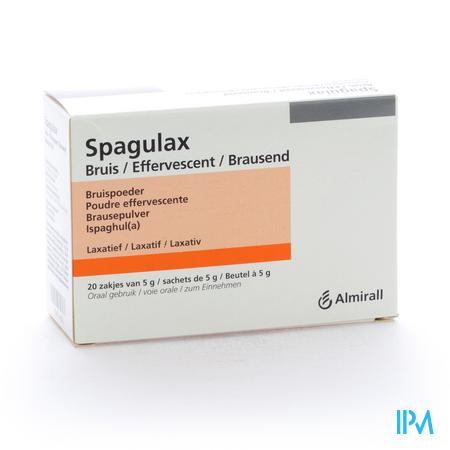 Spagulax
Spagulax
Bruis / Effervescent / Brausend
Bruispoeder
Poudre effervescente
Brausepulver
Ispaghul(a)
Laxatief / Laxatif / Laxativ
20 zakjes van 5 g / sachets de 5 g / Beutel à 5 g
Oraal gebruik / voie orale / zum Einnehmen
Almirall
IPM